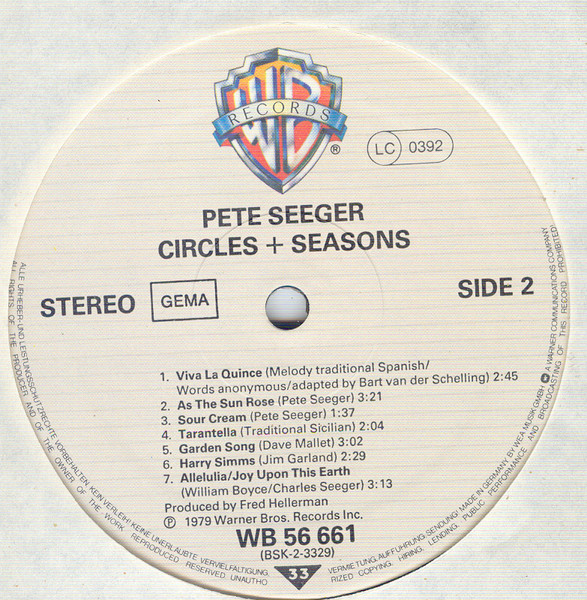 WB
RECORDS
®
LC 0392
PETE SEEGER
CIRCLES + SEASONS
STEREO
GEMA
SIDE 2
1. Viva La Quince (Melody traditional Spanish/
Words anonymous/adapted by Bart van der Schelling) 2:45
2. As The Sun Rose (Pete Seeger) 3:21
3. Sour Cream (Pete Seeger) 1:37
4. Tarantella (Traditional Sicilian) 2:04
5. Garden Song (Dave Mallet) 3:02
6. Harry Simms (Jim Garland) 2:29
7. Allelulia/Joy Upon This Earth
(William Boyce/Charles Seeger) 3:13
Produced by Fred Hellerman
℗ 1979 Warner Bros. Records Inc.
WB 56 661
(BSK-2-3329)
33
ALLE URHEBER- UND LEISTUNGSSCHUTZRECHTE VORBEHALTEN. KEIN VERLEIH! KEINE UNERLAUBTE VERVIELFÄLTIGUNG, VERMIETUNG, AUFFÜHRUNG, SENDUNG! MADE IN GERMANY BY WEA MUSIK GMBH A WARNER COMMUNICATIONS COMPANY
ALL RIGHTS OF THE PRODUCER AND OF THE OWNER OF THE WORK REPRODUCED RESERVED. UNAUTHORIZED COPYING, HIRING, LENDING, PUBLIC PERFORMANCE AND BROADCASTING OF THIS RECORD PROHIBITED!